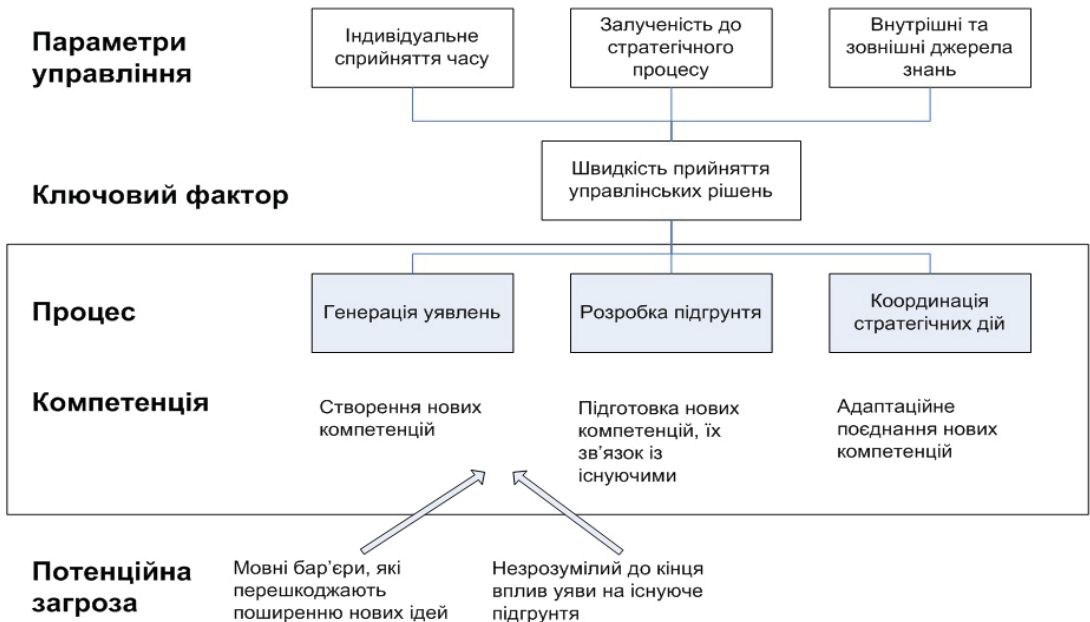 Параметри
управління
Індивідуальне
сприйняття часу
Залученість до
стратегічного
процесу
Внутрішні та
зовнішні джерела
знань
Ключовий фактор
Швидкість прийняття
управлінських рішень
Процес
Генерація уявлень
Розробка підгрунтя
Координація
стратегічних дій
Компетенція
Створення нових
компетенцій
Підготовка нових
компетенцій, їх
зв’язок із
існуючими
Адаптаційне
поєднання нових
компетенцій
Потенційна
загроза
Мовні бар’єри, які
перешкоджають
поширенню нових ідей
Незрозумілий до кінця
вплив уяви на існуюче
підгрунтя